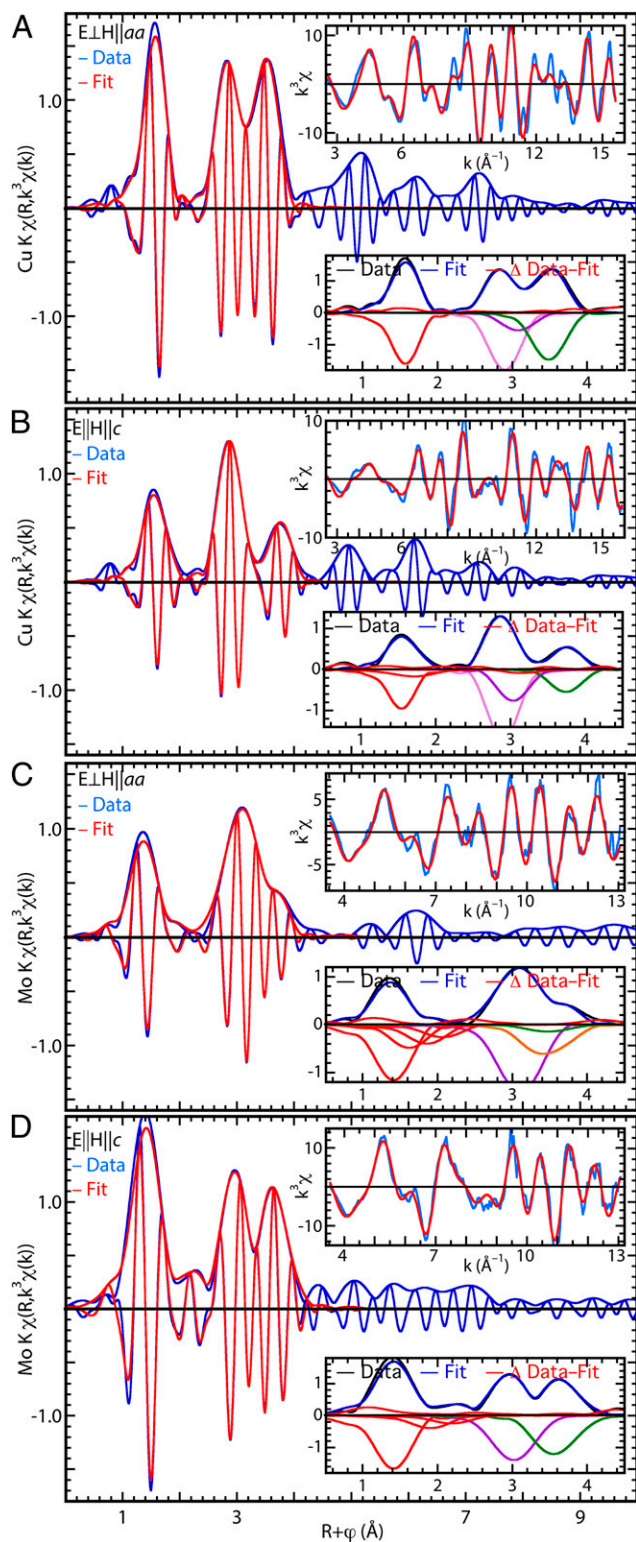 A
E⊥H||aa
– Data
– Fit
1.0
-1.0
Cu K χ(R,k³χ(k))
10
0
-10
k³χ
3 6 9 12 15
k (Å⁻¹)
– Data – Fit – Δ Data–Fit
1
0
-1
1 2 3 4
B
E||H||c
– Data
– Fit
1.0
-1.0
Cu K χ(R,k³χ(k))
10
0
-10
k³χ
3 6 9 12 15
k (Å⁻¹)
– Data – Fit – Δ Data–Fit
1
0
-1
1 2 3 4
C
E⊥H||aa
– Data
– Fit
1.0
-1.0
Mo K χ(R,k³χ(k))
5
0
-5
k³χ
4 7 10 13
k (Å⁻¹)
– Data – Fit – Δ Data–Fit
1
0
-1
1 2 3 4
D
E||H||c
– Data
– Fit
1.0
-1.0
Mo K χ(R,k³χ(k))
10
0
-10
k³χ
4 7 10 13
k (Å⁻¹)
– Data – Fit – Δ Data–Fit
1
0
-1
1 2 3 4
1 3 7 9
R+φ (Å)